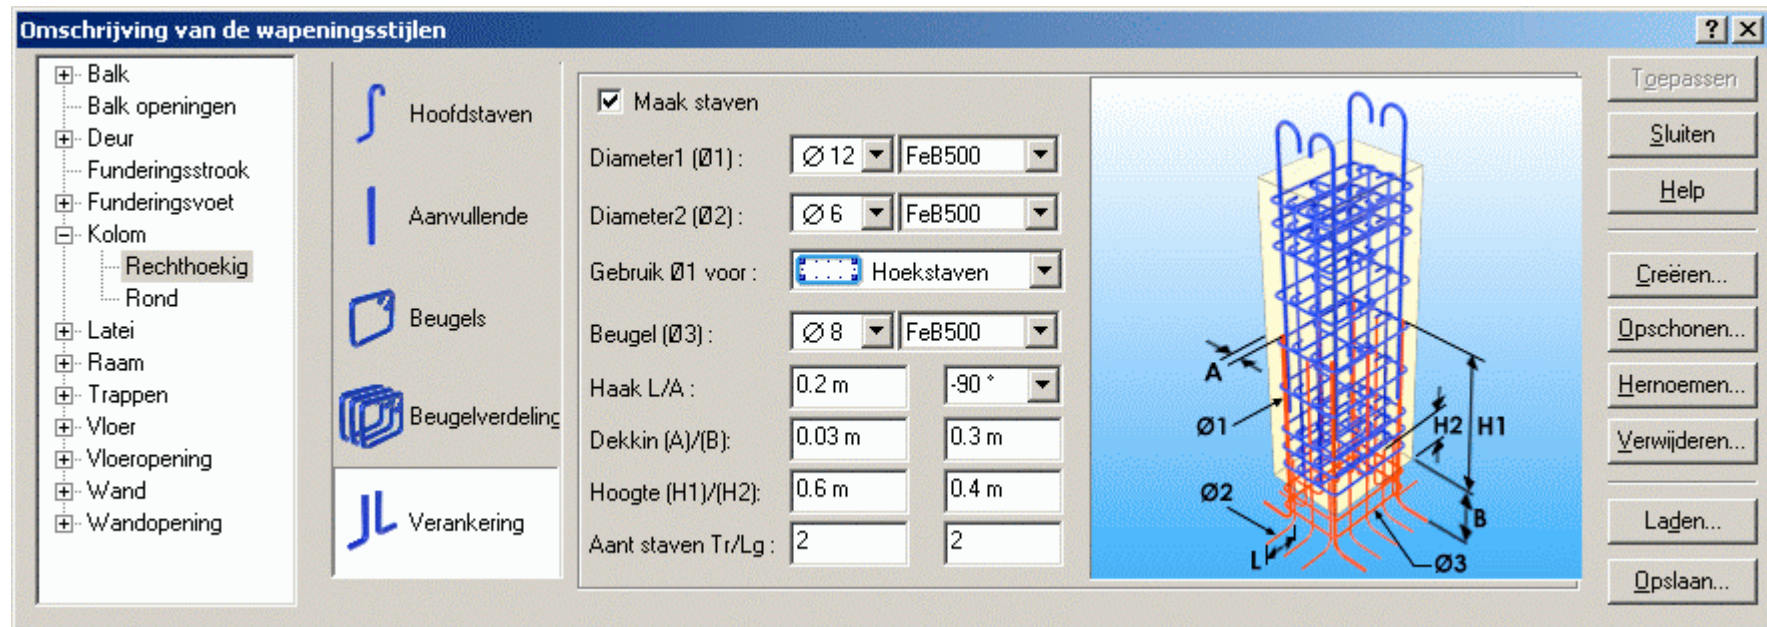 Omschrijving van de wapeningsstijlen
Balk
Balk openingen
Deur
Funderingsstrook
Funderingsvoet
Kolom
Rechthoekig
Rond
Latei
Raam
Trappen
Vloer
Vloeropening
Wand
Wandopening
Hoofdstaven
Aanvullende
Beugels
Beugelverdeling
Verankering
Maak staven
Diameter1 (Ø1) : Ø 12 FeB500
Diameter2 (Ø2) : Ø 6 FeB500
Gebruik Ø1 voor : Hoekstaven
Beugel (Ø3) : Ø 8 FeB500
Haak L/A : 0.2 m -90 °
Dekkin (A)/(B): 0.03 m 0.3 m
Hoogte (H1)/(H2): 0.6 m 0.4 m
Aant staven Tr/Lg : 2 2
A
Ø1
H2 H1
Ø2
B
L
Ø3
Toepassen
Sluiten
Help
Creëren...
Opschonen...
Hernoemen...
Verwijderen...
Laden...
Opslaan...